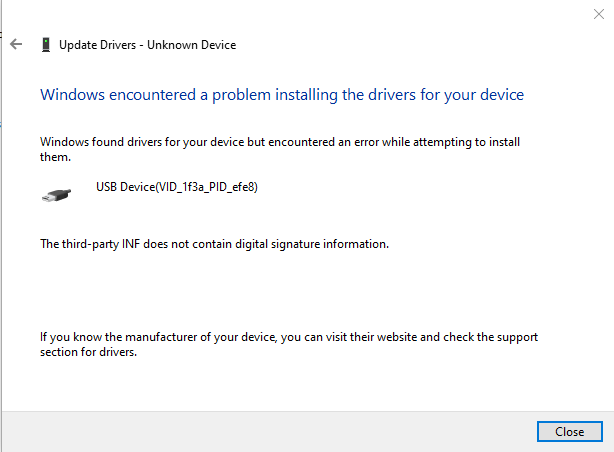 Update Drivers - Unknown Device
Windows encountered a problem installing the drivers for your device
Windows found drivers for your device but encountered an error while attempting to install
them.
USB Device(VID_1f3a_PID_efe8)
The third-party INF does not contain digital signature information.
If you know the manufacturer of your device, you can visit their website and check the support
section for drivers.
Close